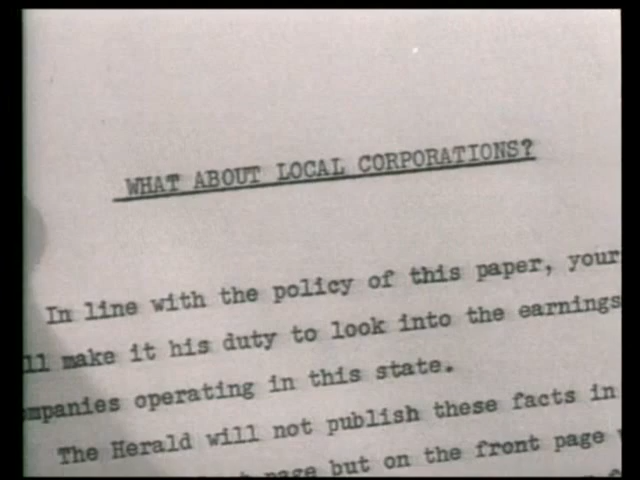 WHAT ABOUT LOCAL CORPORATIONS?
In line with the policy of this paper, your
make it his duty to look into the earnings
operating in this state.
The Herald will not publish these facts in
page but on the front page